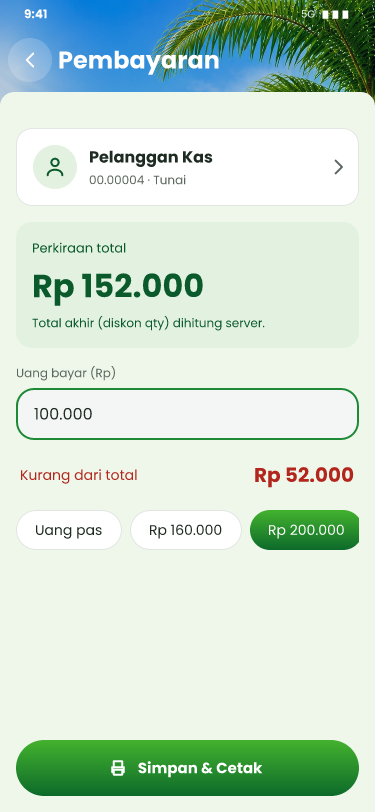 9:41
5G
Pembayaran
Pelanggan Kas
00.00004 · Tunai
Perkiraan total
Rp 152.000
Total akhir (diskon qty) dihitung server.
Uang bayar (Rp)
100.000
Kurang dari total Rp 52.000
Uang pas Rp 160.000 Rp 200.000
Simpan & Cetak